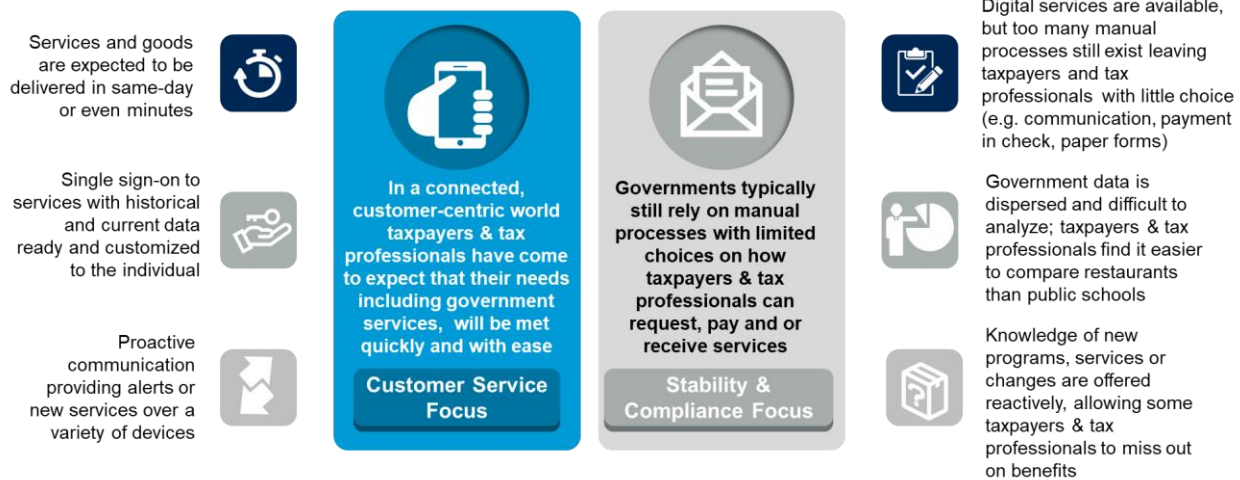 Services and goods
are expected to be
delivered in same-day
or even minutes
Single sign-on to
services with historical
and current data
ready and customized
to the individual
Proactive
communication
providing alerts or
new services over a
variety of devices
In a connected,
customer-centric world
taxpayers & tax
professionals have come
to expect that their needs
including government
services, will be met
quickly and with ease
Customer Service
Focus
Governments typically
still rely on manual
processes with limited
choices on how
taxpayers & tax
professionals can
request, pay and or
receive services
Stability &
Compliance Focus
Digital services are available,
but too many manual
processes still exist leaving
taxpayers and tax
professionals with little choice
(e.g. communication, payment
in check, paper forms)
Government data is
dispersed and difficult to
analyze; taxpayers & tax
professionals find it easier
to compare restaurants
than public schools
Knowledge of new
programs, services or
changes are offered
reactively, allowing some
taxpayers & tax
professionals to miss out
on benefits